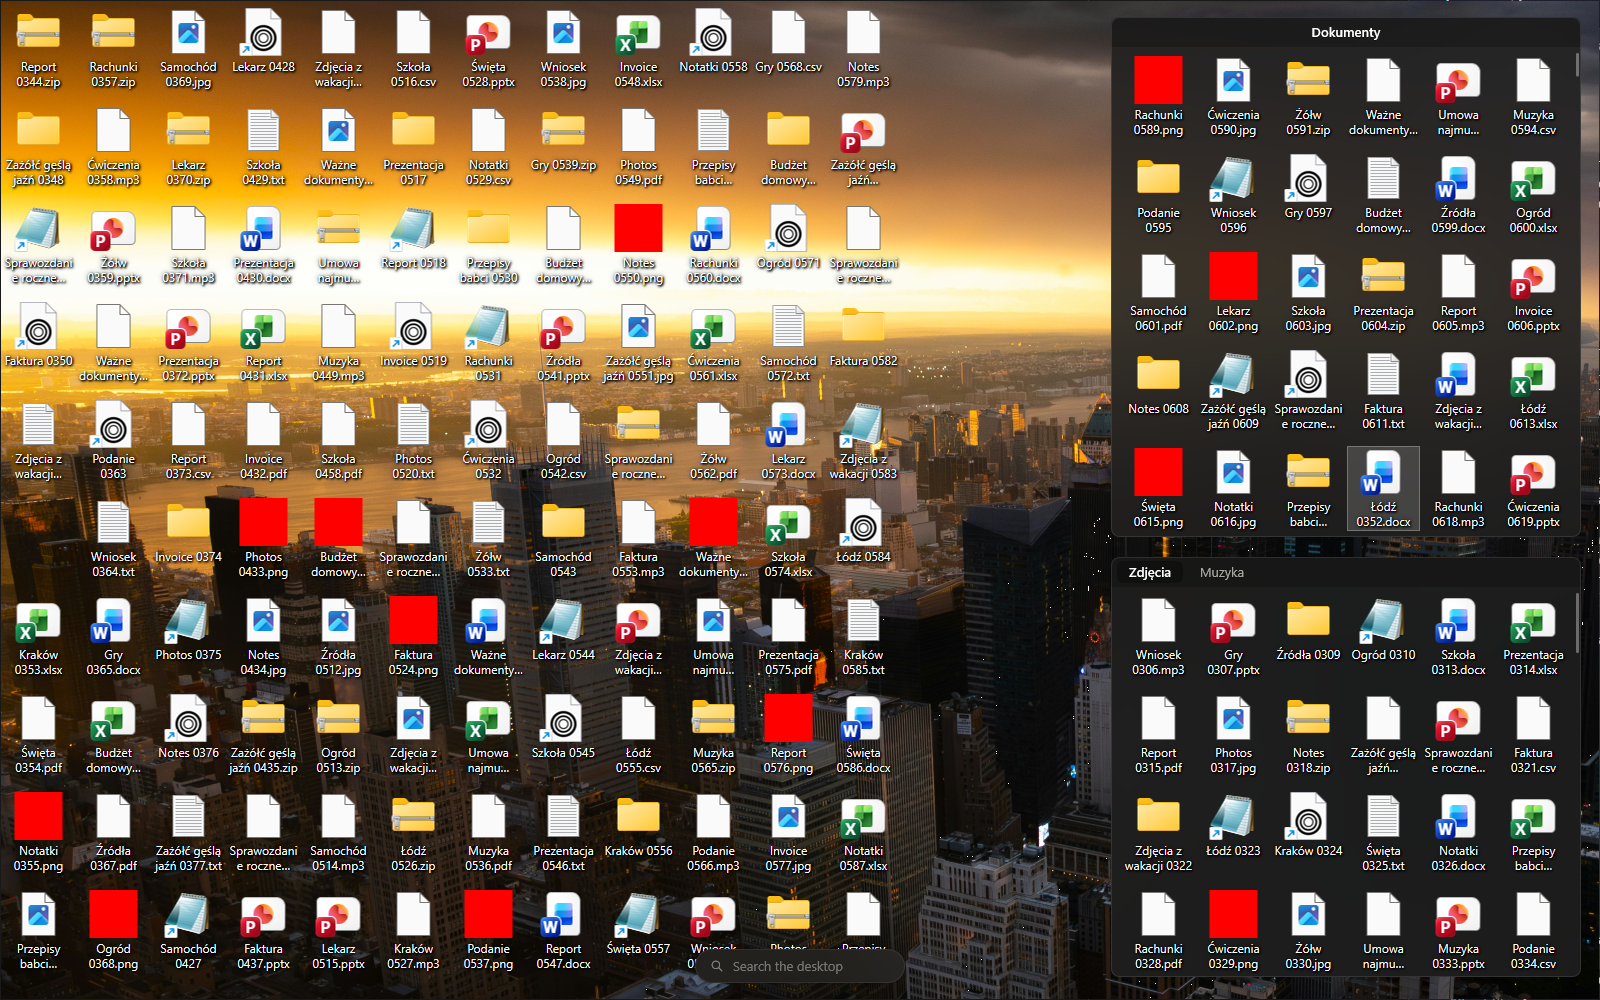 Report
0344.zip
Rachunki
0357.zip
Samochód
0369.jpg
Lekarz 0428
Zdjęcia z
wakacji...
Szkoła
0516.csv
Święta
0528.pptx
Wniosek
0538.jpg
Invoice
0548.xlsx
Notatki 0558
Gry 0568.csv
Notes
0579.mp3
Zażółć gęślą
jaźń 0348
Ćwiczenia
0358.mp3
Lekarz
0370.zip
Szkoła
0429.txt
Ważne
dokumenty...
Prezentacja
0517
Notatki
0529.csv
Gry 0539.zip
Photos
0549.pdf
Przepisy
babci...
Budżet
domowy...
Zażółć gęślą
jaźń...
Sprawozdani
e roczne...
Żółw
0359.pptx
Szkoła
0371.mp3
Prezentacja
0430.docx
Umowa
najmu...
Report 0518
Przepisy
babci 0530
Budżet
domowy...
Notes
0550.png
Rachunki
0560.docx
Ogród 0571
Sprawozdani
e roczne...
Faktura 0350
Ważne
dokumenty...
Prezentacja
0372.pptx
Report
0431.xlsx
Muzyka
0449.mp3
Invoice 0519
Rachunki
0531
Źródła
0541.pptx
Zażółć gęślą
jaźń 0551.jpg
Ćwiczenia
0561.xlsx
Samochód
0572.txt
Faktura 0582
Zdjęcia z
wakacji...
Podanie
0363
Report
0373.csv
Invoice
0432.pdf
Szkoła
0458.pdf
Photos
0520.txt
Ćwiczenia
0532
Ogród
0542.csv
Sprawozdani
e roczne...
Żółw
0562.pdf
Lekarz
0573.docx
Zdjęcia z
wakacji 0583
Wniosek
0364.txt
Invoice 0374
Photos
0433.png
Budżet
domowy...
Sprawozdani
e roczne...
Żółw
0533.txt
Samochód
0543
Faktura
0553.mp3
Ważne
dokumenty...
Szkoła
0574.xlsx
Łódź 0584
Kraków
0353.xlsx
Gry
0365.docx
Photos 0375
Notes
0434.jpg
Źródła
0512.jpg
Faktura
0524.png
Ważne
dokumenty...
Lekarz 0544
Zdjęcia z
wakacji...
Umowa
najmu...
Prezentacja
0575.pdf
Kraków
0585.txt
Święta
0354.pdf
Budżet
domowy...
Notes 0376
Zażółć gęślą
jaźń 0435.zip
Ogród
0513.zip
Zdjęcia z
wakacji...
Umowa
najmu...
Szkoła 0545
Łódź
0555.csv
Muzyka
0565.zip
Report
0576.png
Święta
0586.docx
Notatki
0355.png
Źródła
0367.pdf
Zażółć gęślą
jaźń 0377.txt
Sprawozdani
e roczne...
Samochód
0514.mp3
Łódź
0526.zip
Muzyka
0536.pdf
Prezentacja
0546.txt
Kraków 0556
Podanie
0566.mp3
Invoice
0577.jpg
Notatki
0587.xlsx
Przepisy
babci...
Ogród
0368.png
Samochód
0427
Faktura
0437.pptx
Lekarz
0515.pptx
Kraków
0527.mp3
Podanie
0537.png
Report
0547.docx
Święta 0557
Wniosek
Photos
Przepisy
Search the desktop
Dokumenty
Rachunki
0589.png
Ćwiczenia
0590.jpg
Żółw
0591.zip
Ważne
dokumenty...
Umowa
najmu...
Muzyka
0594.csv
Podanie
0595
Wniosek
0596
Gry 0597
Budżet
domowy...
Źródła
0599.docx
Ogród
0600.xlsx
Samochód
0601.pdf
Lekarz
0602.png
Szkoła
0603.jpg
Prezentacja
0604.zip
Report
0605.mp3
Invoice
0606.pptx
Notes 0608
Zażółć gęślą
jaźń 0609
Sprawozdani
e roczne...
Faktura
0611.txt
Zdjęcia z
wakacji...
Łódź
0613.xlsx
Święta
0615.png
Notatki
0616.jpg
Przepisy
babci...
Łódź
0352.docx
Rachunki
0618.mp3
Ćwiczenia
0619.pptx
Zdjęcia
Muzyka
Wniosek
0306.mp3
Gry
0307.pptx
Źródła 0309
Ogród 0310
Szkoła
0313.docx
Prezentacja
0314.xlsx
Report
0315.pdf
Photos
0317.jpg
Notes
0318.zip
Zażółć gęślą
jaźń...
Sprawozdani
e roczne...
Faktura
0321.csv
Zdjęcia z
wakacji 0322
Łódź 0323
Kraków 0324
Święta
0325.txt
Notatki
0326.docx
Przepisy
babci...
Rachunki
0328.pdf
Ćwiczenia
0329.png
Żółw
0330.jpg
Umowa
najmu...
Muzyka
0333.pptx
Podanie
0334.csv